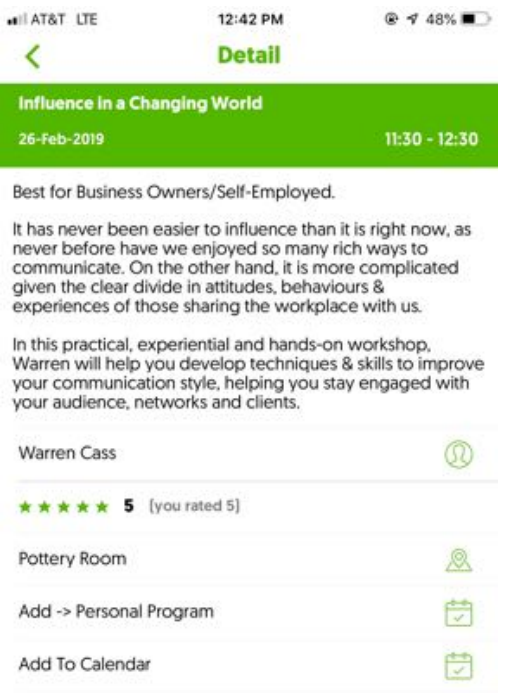 AT&T LTE 12:42 PM 48%
Detail
Influence in a Changing World
26-Feb-2019 11:30 - 12:30
Best for Business Owners/Self-Employed.
It has never been easier to influence than it is right now, as
never before have we enjoyed so many rich ways to
communicate. On the other hand, it is more complicated
given the clear divide in attitudes, behaviours &
experiences of those sharing the workplace with us.
In this practical, experiential and hands-on workshop,
Warren will help you develop techniques & skills to improve
your communication style, helping you stay engaged with
your audience, networks and clients.
Warren Cass
5 (you rated 5)
Pottery Room
Add -> Personal Program
Add To Calendar